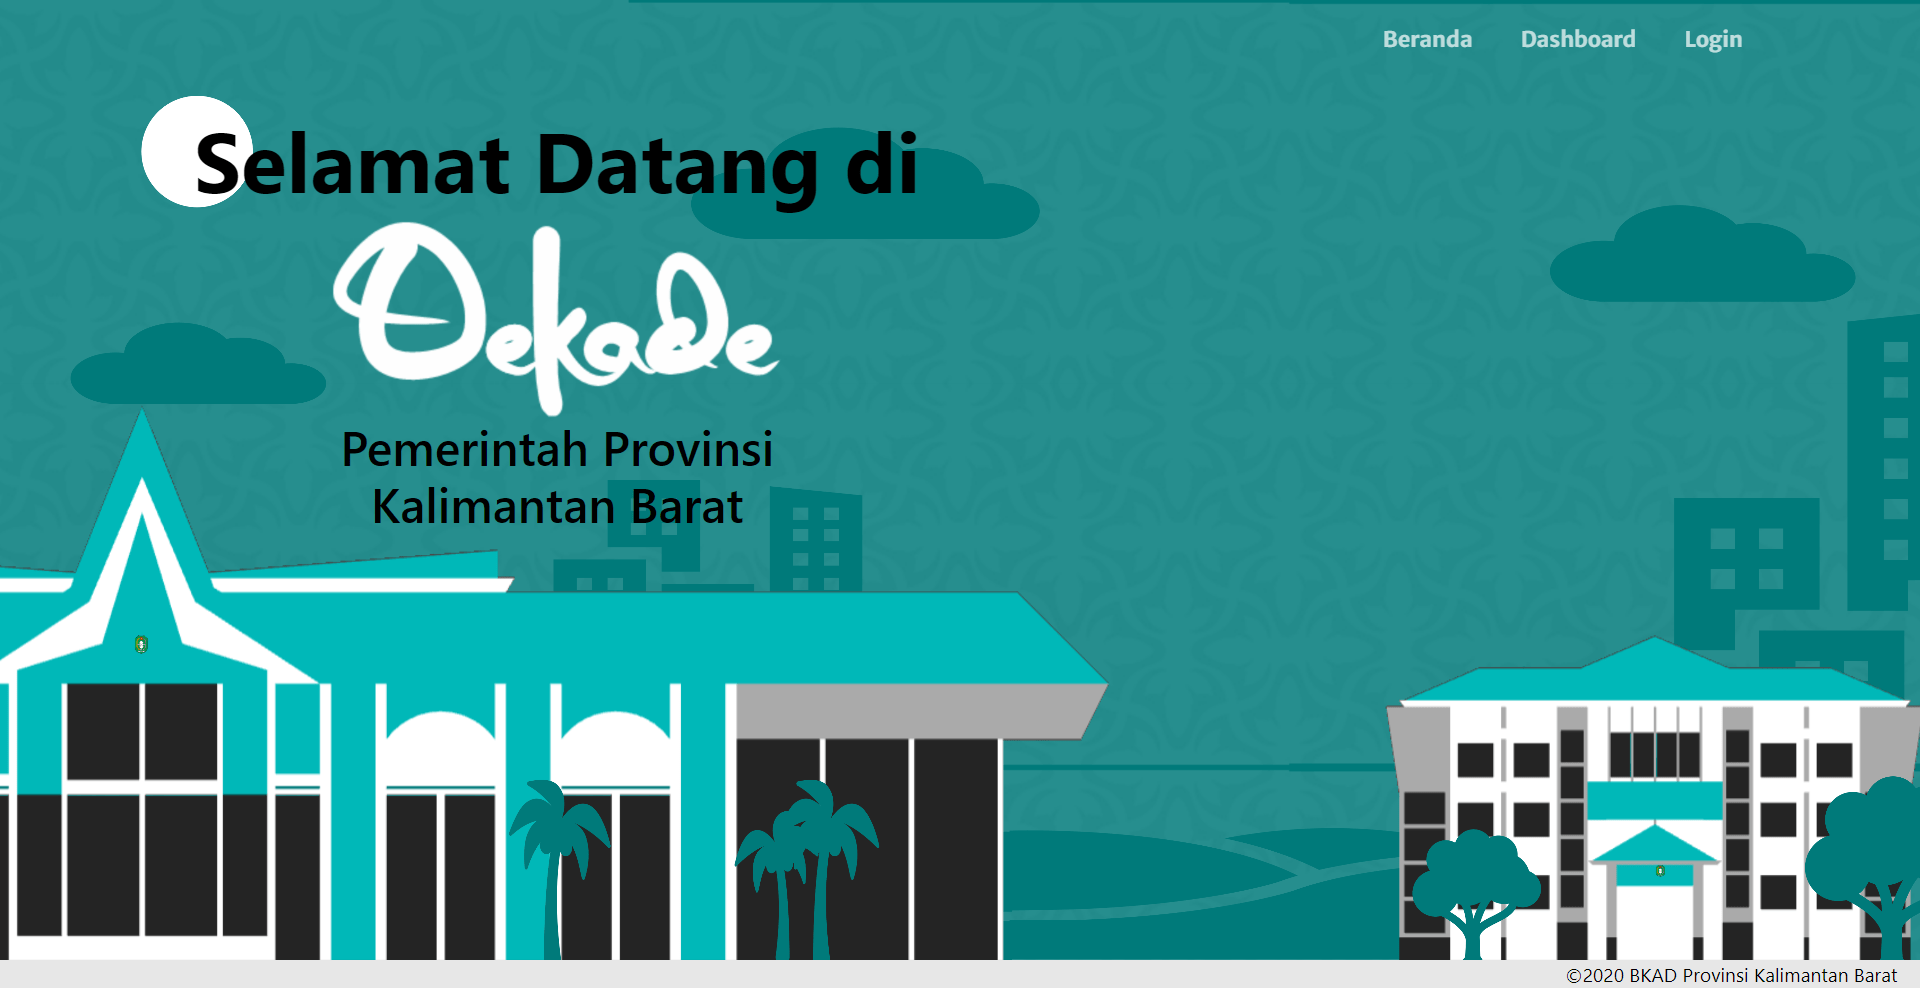 Beranda Dashboard Login
Selamat Datang di
Dekade
Pemerintah Provinsi
Kalimantan Barat
©2020 BKAD Provinsi Kalimantan Barat